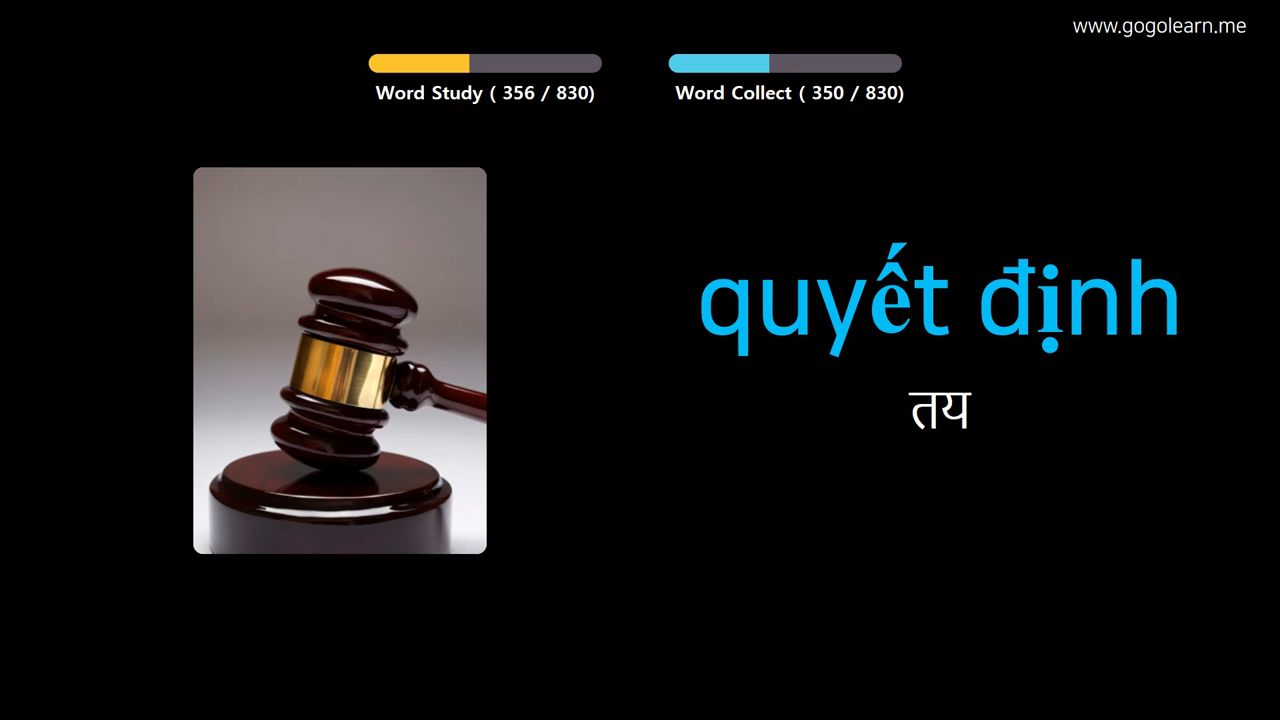 www.gogolearn.me
Word Study ( 356 / 830)
Word Collect ( 350 / 830)
quyết định
तय